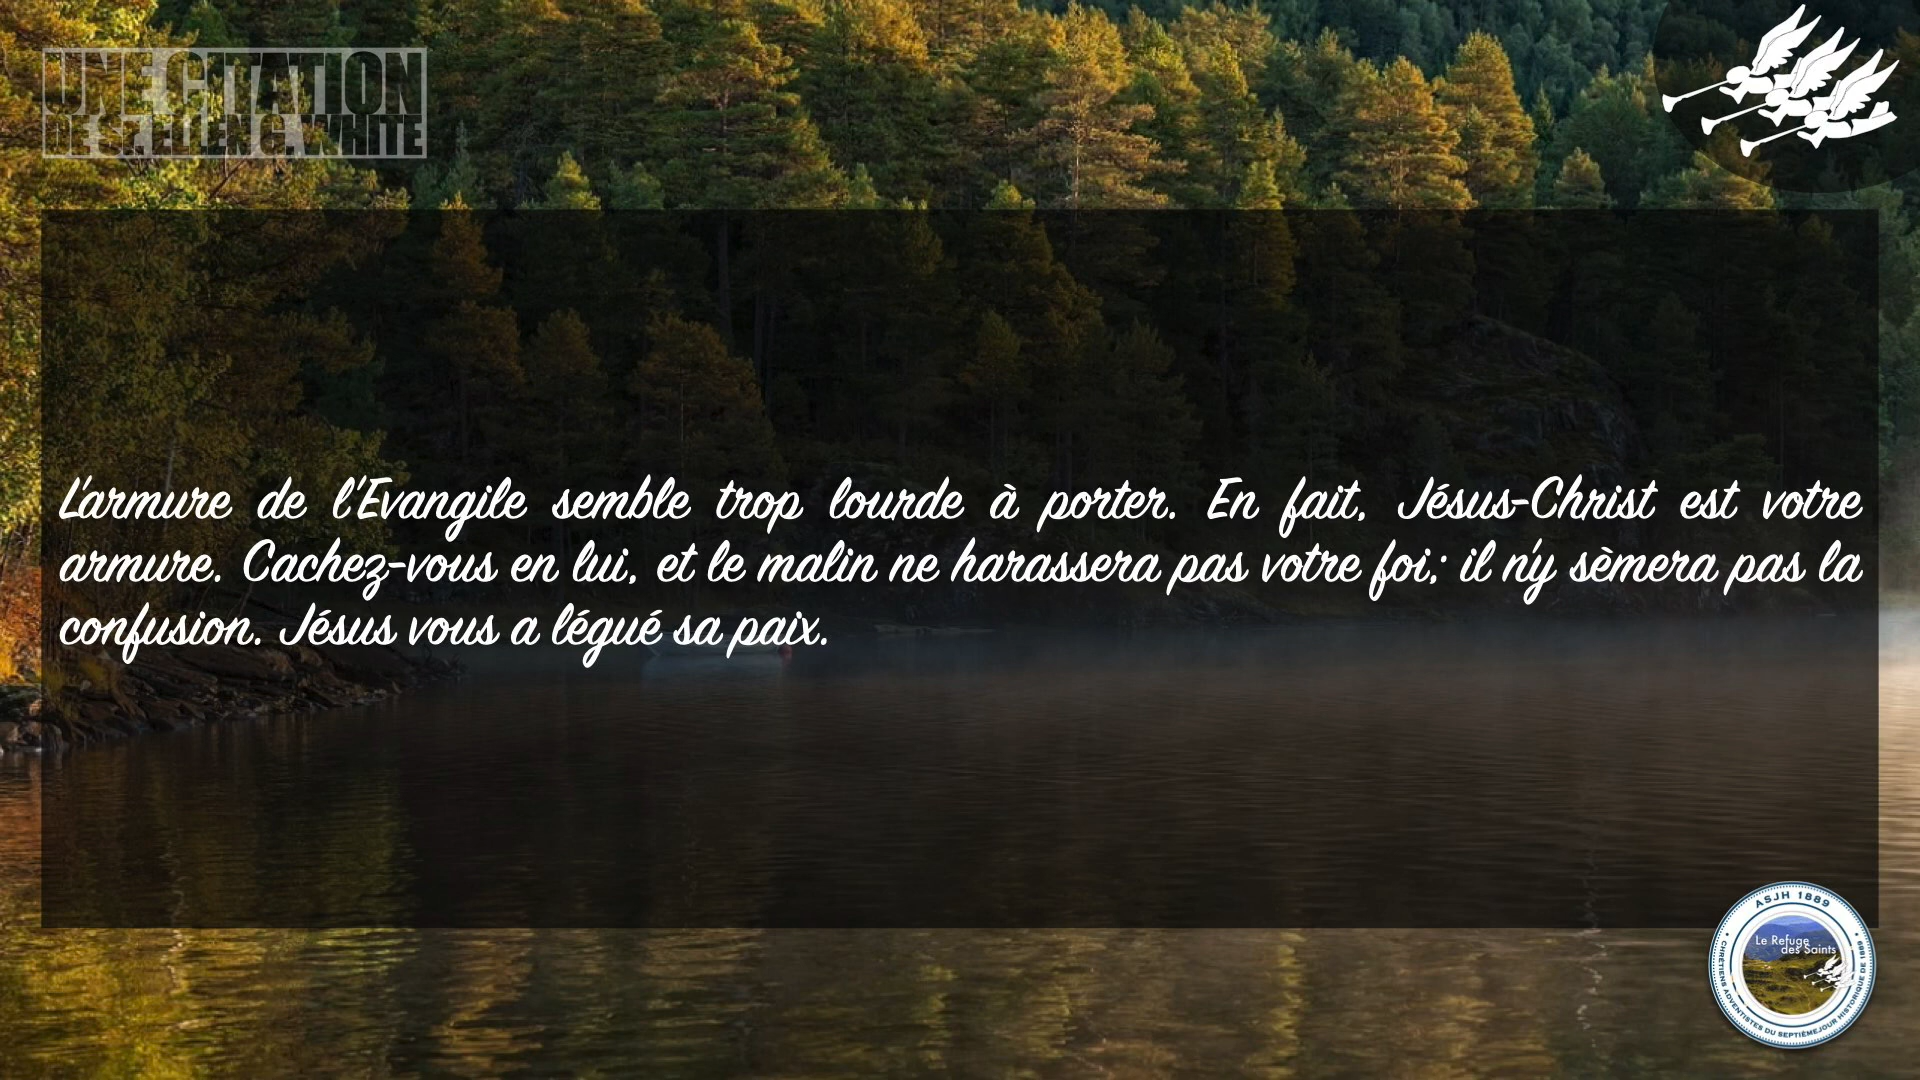 UNE CITATION
DE Sr. ELLEN G. WHITE
L'armure de l'Evangile semble trop lourde à porter. En fait, Jésus-Christ est votre
armure. Cachez-vous en lui, et le malin ne harassera pas votre foi; il n'y sèmera pas la
confusion. Jésus vous a légué sa paix.
ASJH 1889
Le Refuge
des Saints
CHRÉTIENS ADVENTISTES DU SEPTIÈME JOUR HISTORIQUE DE 1889